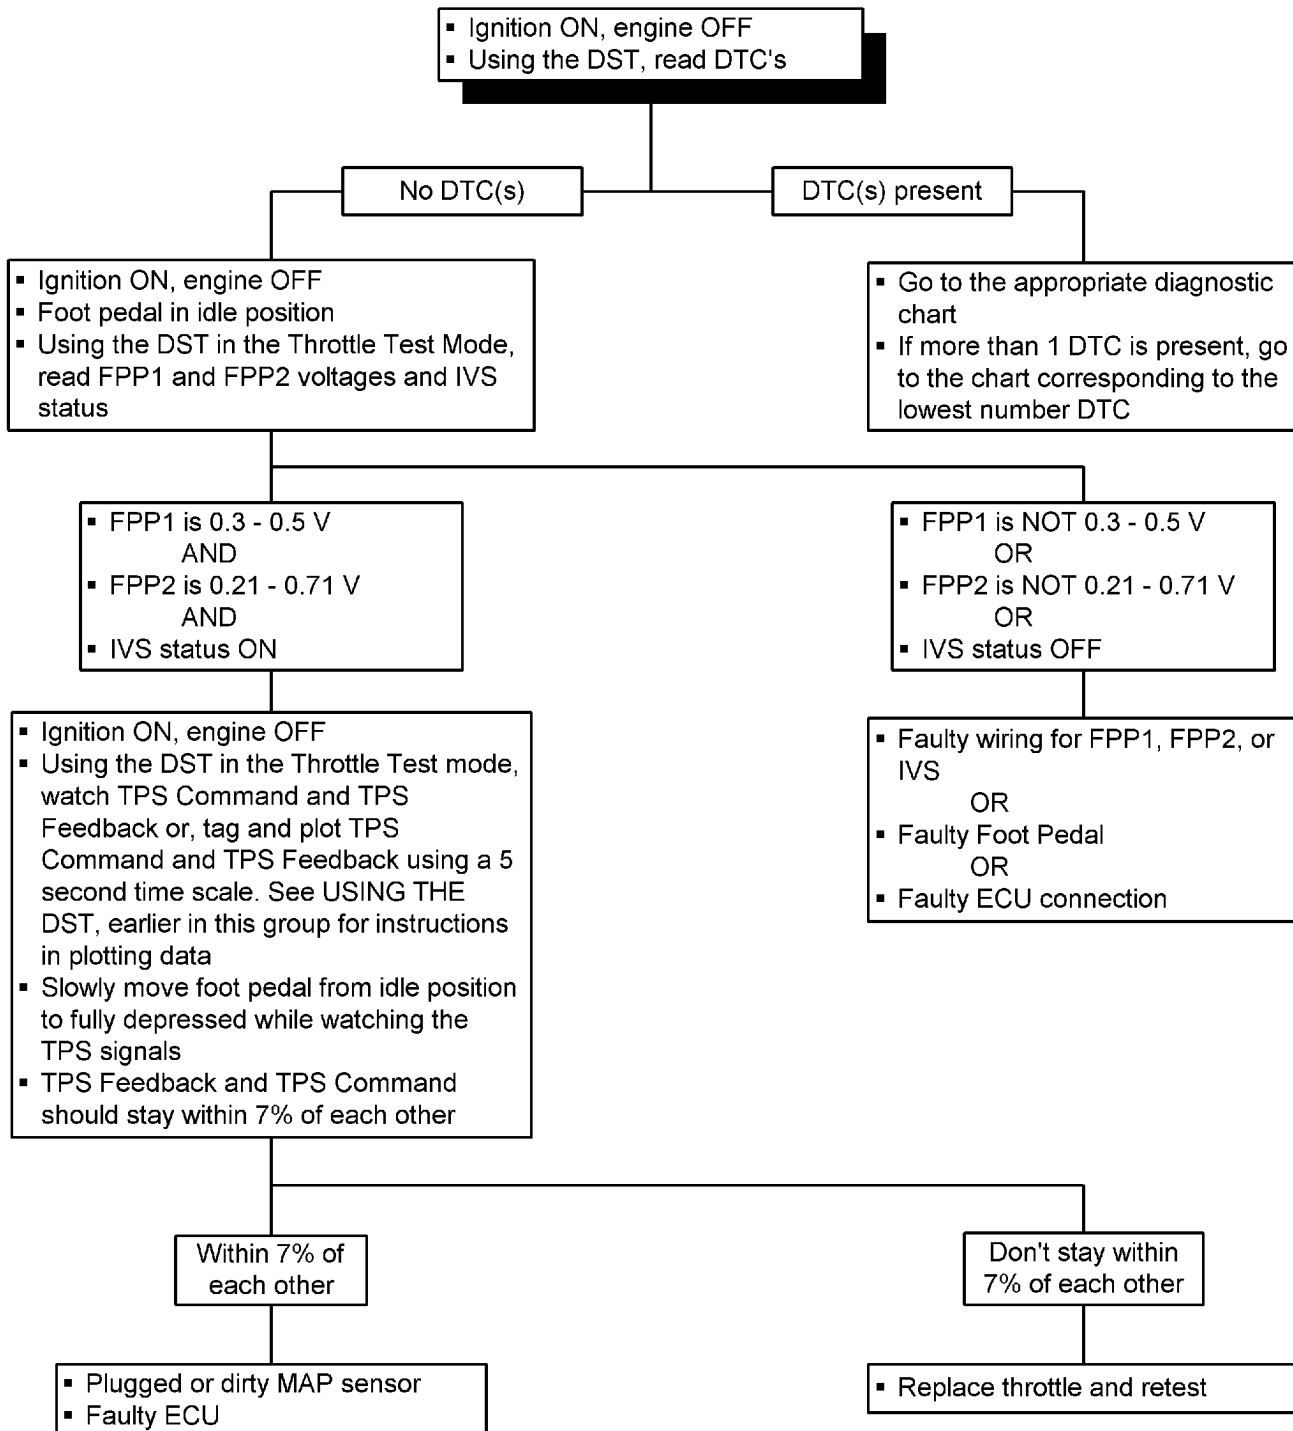 ▪ Ignition ON, engine OFF
▪ Using the DST, read DTC's
No DTC(s)
DTC(s) present
▪ Ignition ON, engine OFF
▪ Foot pedal in idle position
▪ Using the DST in the Throttle Test Mode,
read FPP1 and FPP2 voltages and IVS
status
▪ Go to the appropriate diagnostic
chart
▪ If more than 1 DTC is present, go
to the chart corresponding to the
lowest number DTC
▪ FPP1 is 0.3 - 0.5 V
AND
▪ FPP2 is 0.21 - 0.71 V
AND
▪ IVS status ON
▪ FPP1 is NOT 0.3 - 0.5 V
OR
▪ FPP2 is NOT 0.21 - 0.71 V
OR
▪ IVS status OFF
▪ Ignition ON, engine OFF
▪ Using the DST in the Throttle Test mode,
watch TPS Command and TPS
Feedback or, tag and plot TPS
Command and TPS Feedback using a 5
second time scale. See USING THE
DST, earlier in this group for instructions
in plotting data
▪ Slowly move foot pedal from idle position
to fully depressed while watching the
TPS signals
▪ TPS Feedback and TPS Command
should stay within 7% of each other
▪ Faulty wiring for FPP1, FPP2, or
IVS
OR
▪ Faulty Foot Pedal
OR
▪ Faulty ECU connection
Within 7% of
each other
Don't stay within
7% of each other
▪ Plugged or dirty MAP sensor
▪ Faulty ECU
▪ Replace throttle and retest